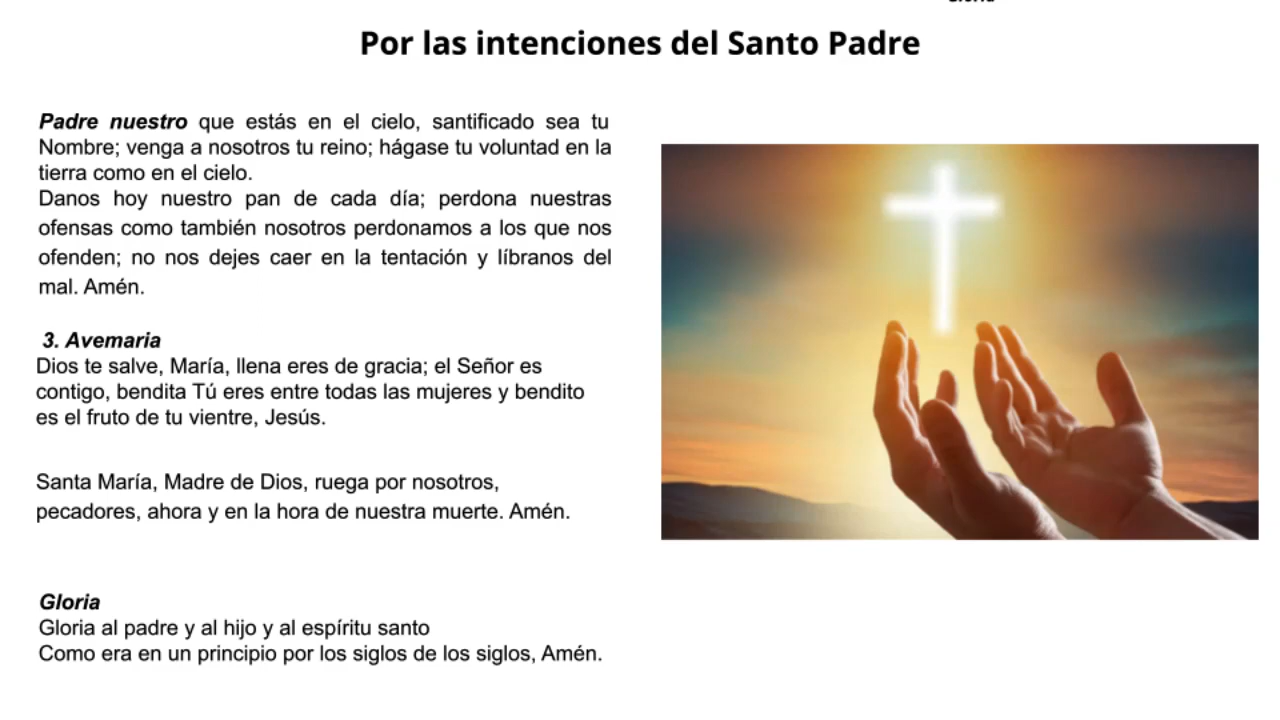 Por las intenciones del Santo Padre
Padre nuestro que estás en el cielo, santificado sea tu
Nombre; venga a nosotros tu reino; hágase tu voluntad en la
tierra como en el cielo.
Danos hoy nuestro pan de cada día; perdona nuestras
ofensas como también nosotros perdonamos a los que nos
ofenden; no nos dejes caer en la tentación y líbranos del
mal. Amén.
3. Avemaria
Dios te salve, María, llena eres de gracia; el Señor es
contigo, bendita Tú eres entre todas las mujeres y bendito
es el fruto de tu vientre, Jesús.
Santa María, Madre de Dios, ruega por nosotros,
pecadores, ahora y en la hora de nuestra muerte. Amén.
Gloria
Gloria al padre y al hijo y al espíritu santo
Como era en un principio por los siglos de los siglos, Amén.